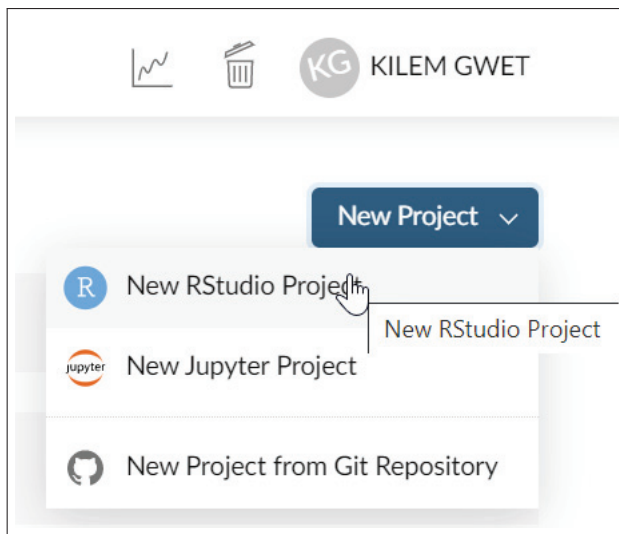 KG KILEM GWET
New Project
R New RStudio Project
New RStudio Project
jupyter New Jupyter Project
New Project from Git Repository